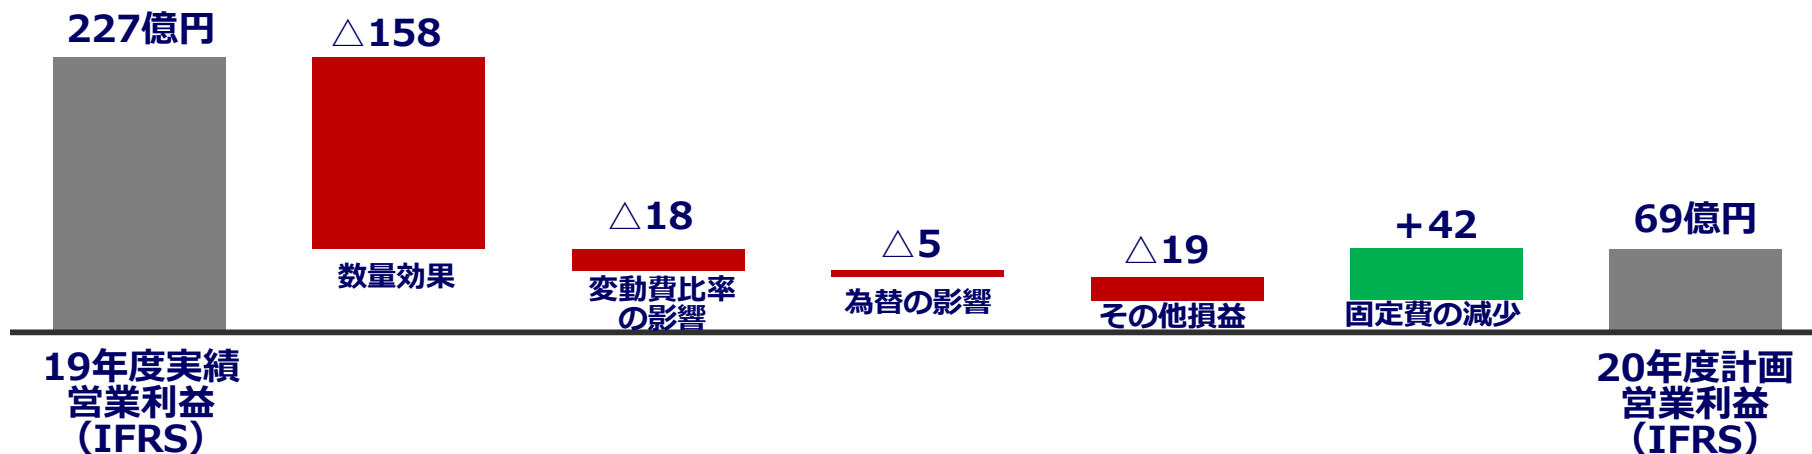 227億円
△158
数量効果
△18
変動費比率
の影響
△5
為替の影響
△19
その他損益
+42
固定費の減少
69億円
19年度実績
営業利益
（IFRS）
20年度計画
営業利益
（IFRS）